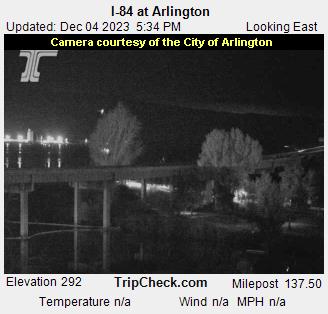 I-84 at Arlington
Updated: Dec 04 2023 5:34 PM Looking East
Camera courtesy of the City of Arlington
Elevation 292 TripCheck.com Milepost 137.50
Temperature n/a Wind n/a MPH n/a